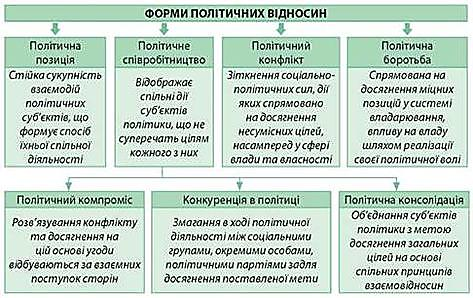 ФОРМИ ПОЛІТИЧНИХ ВІДНОСИН
Політична
позиція
Стійка сукупність
взаємодій
політичних
суб'єктів, що
формує спосіб
їхньої спільної
діяльності
Політичне
співробітництво
Відображає
спільні дії
суб'єктів
політики, що не
суперечать цілям
кожного з них
Політичний
конфлікт
Зіткнення соціально-
політичних сил, дії
яких спрямовано
на досягнення
несумісних цілей,
насамперед у сфері
влади та власності
Політична
боротьба
Спрямована на
досягнення міцних
позицій у системі
владарювання,
впливу на владу
шляхом реалізації
своєї політичної волі
Політичний компроміс
Розв'язування конфлікту
та досягнення на
цій основі угоди
відбуваються за взаємних
поступок сторін
Конкуренція в політиці
Змагання в ході політичної
діяльності між соціальними
групами, окремими особами,
політичними партіями задля
досягнення поставленої мети
Політична консолідація
Об'єднання суб'єктів
політики з метою
досягнення загальних
цілей на основі
спільних принципів
взаємовідносин